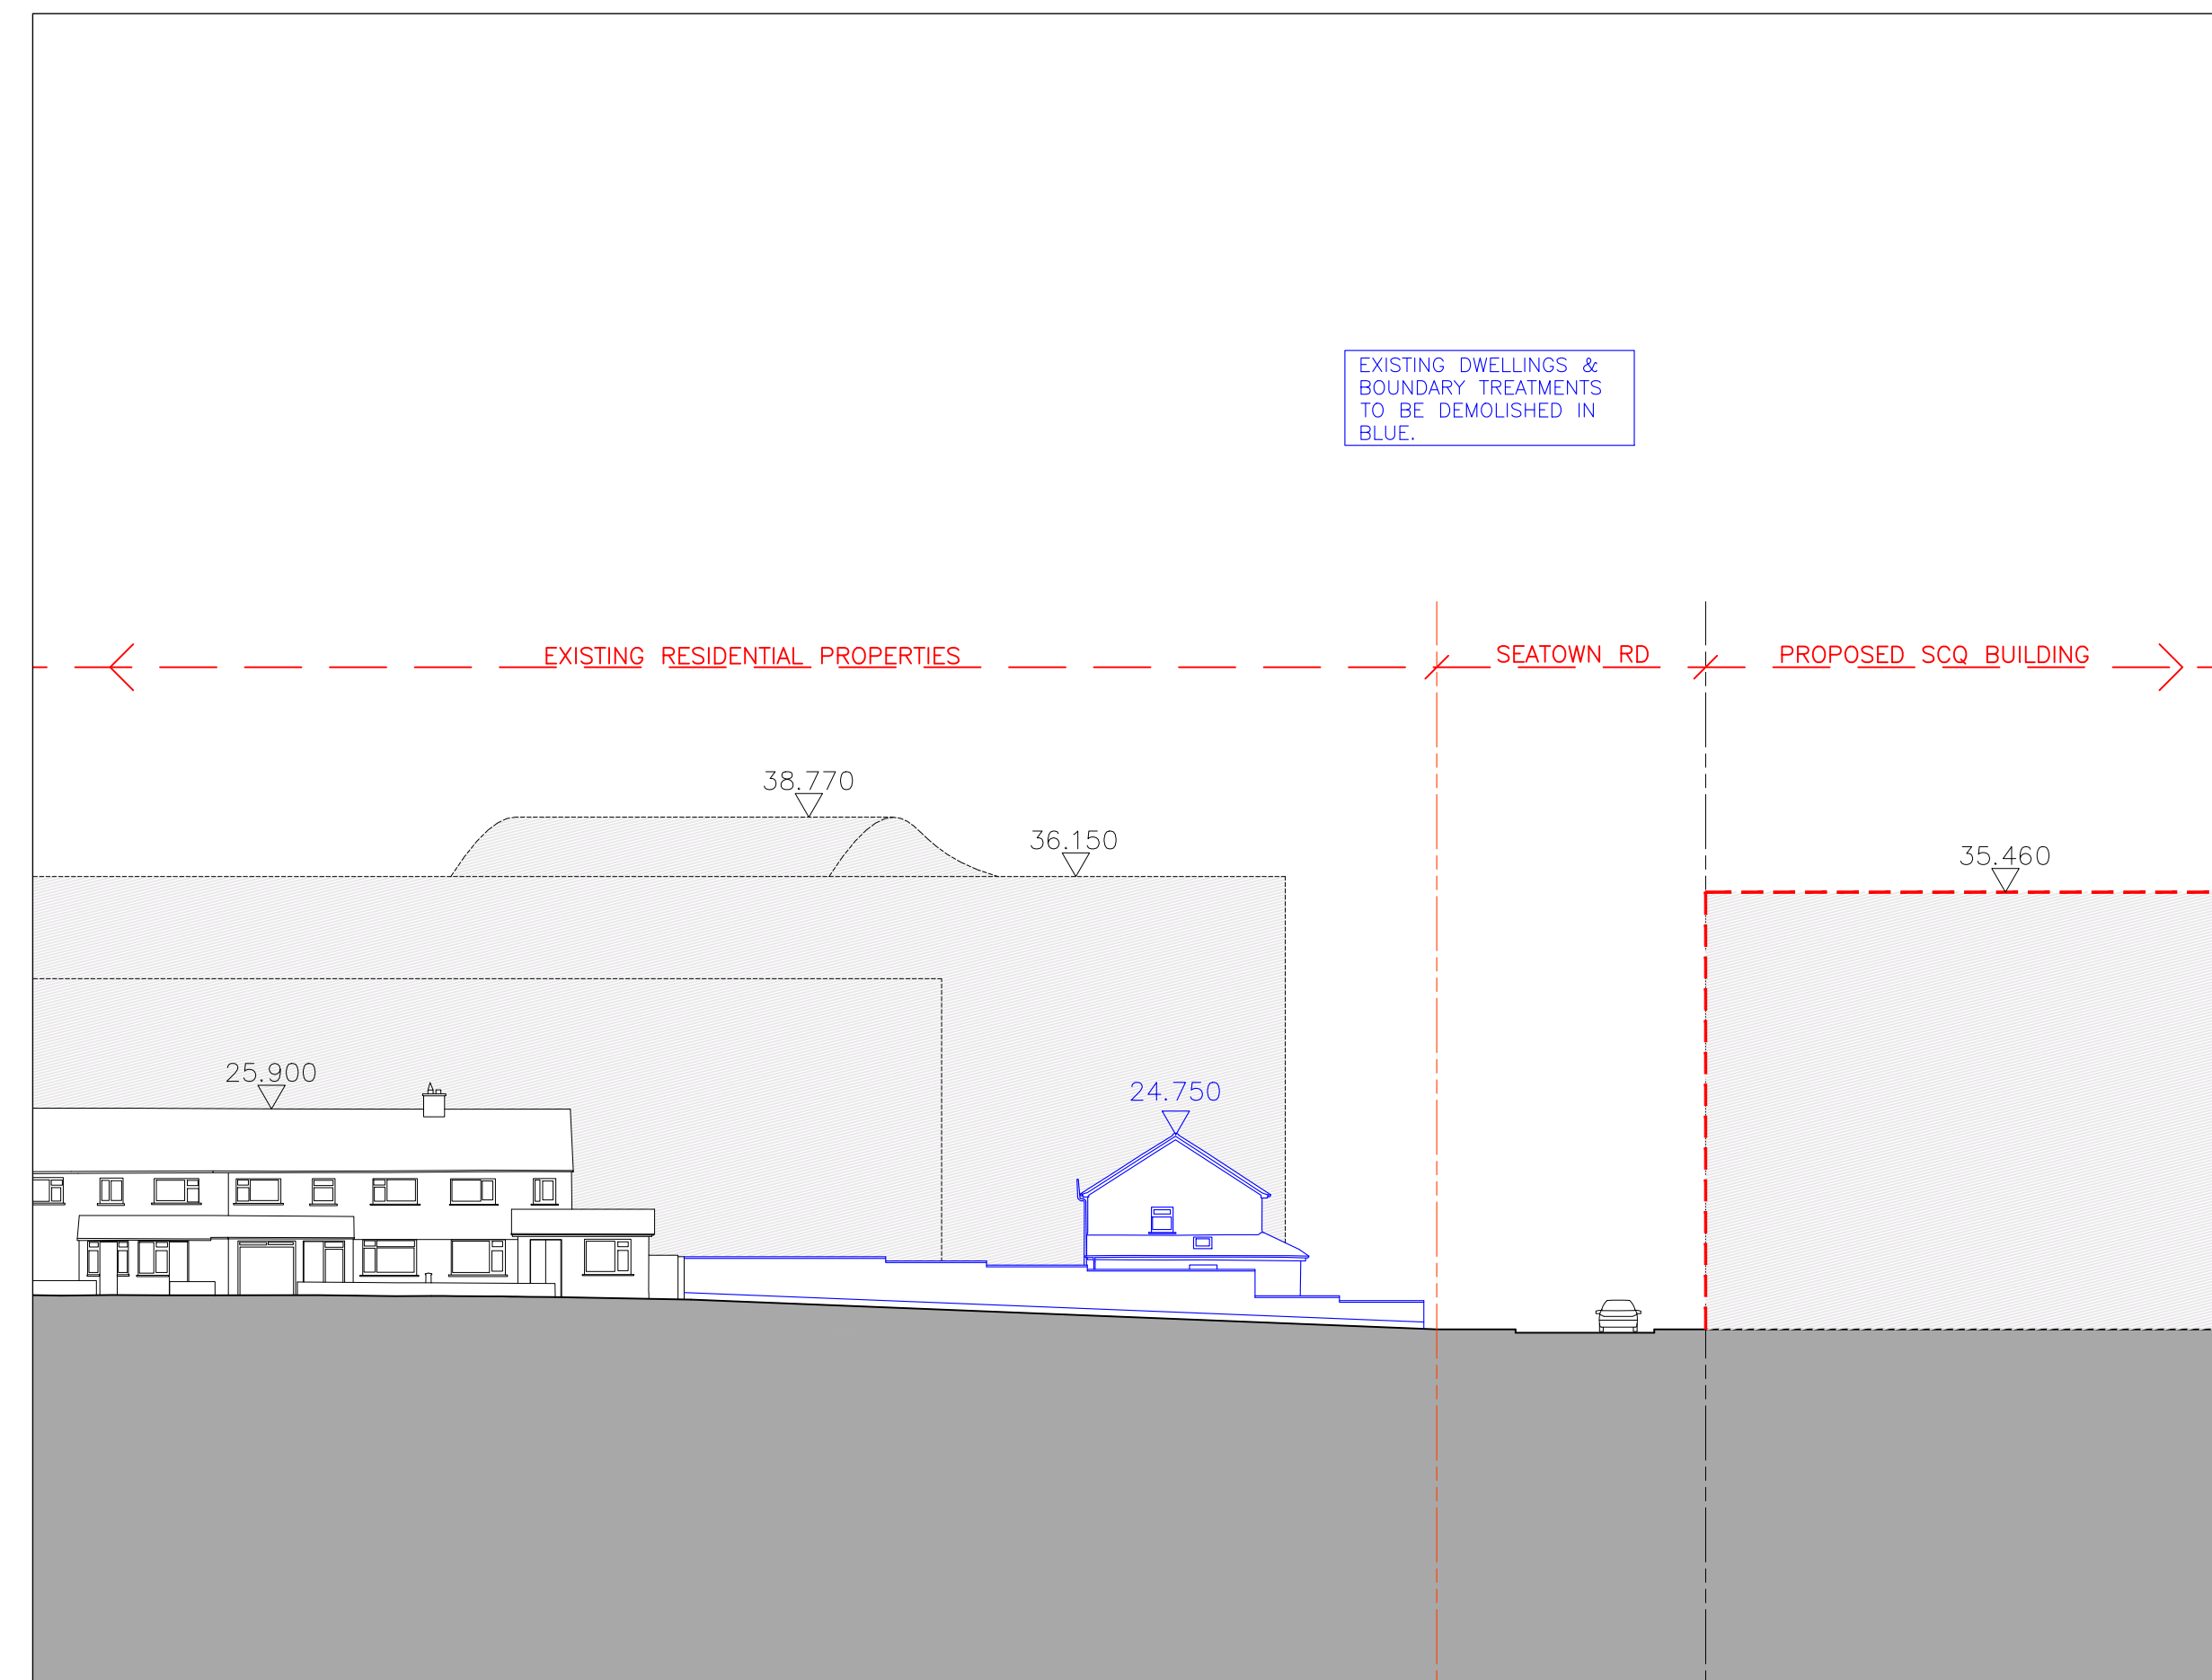 EXISTING DWELLINGS &
BOUNDARY TREATMENTS
TO BE DEMOLISHED IN
BLUE.
EXISTING RESIDENTIAL PROPERTIES
SEATOWN RD
PROPOSED SCQ BUILDING
38.770
36.150
35.460
25.900
24.750